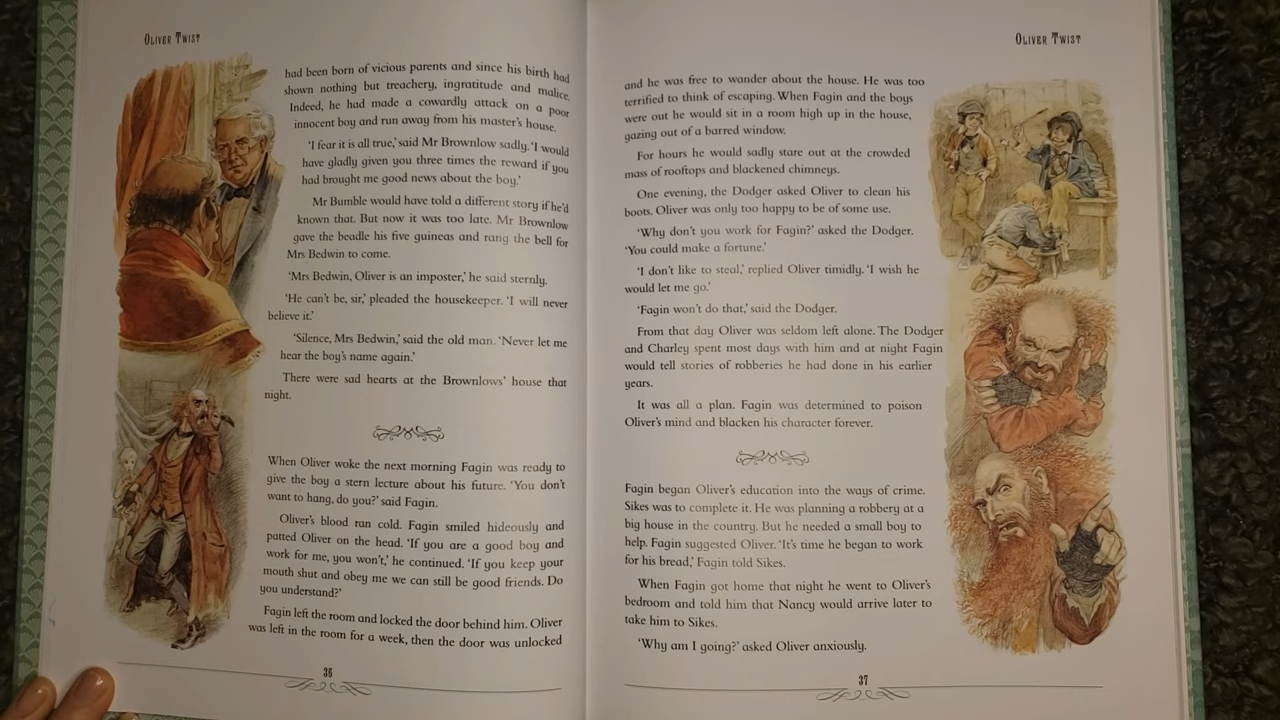 OLIVER TWIST
had been born of vicious parents and since his birth had
shown nothing but treachery, ingratitude and malice.
Indeed, he had made a cowardly attack on a poor
innocent boy and run away from his master's house.
'I fear it is all true,' said Mr Brownlow sadly. 'I would
have gladly given you three times the reward if you
had brought me good news about the boy.'
Mr Bumble would have told a different story if he'd
known that. But now it was too late. Mr Brownlow
gave the beadle his five guineas and rang the bell for
Mrs Bedwin to come.
'Mrs Bedwin, Oliver is an imposter,' he said sternly.
'He can't be, sir,' pleaded the housekeeper. 'I will never
believe it.'
'Silence, Mrs Bedwin,' said the old man. 'Never let me
hear the boy's name again.'
There were sad hearts at the Brownlows' house that
night.
When Oliver woke the next morning Fagin was ready to
give the boy a stern lecture about his future. 'You don't
want to hang, do you?' said Fagin.
Oliver's blood ran cold. Fagin smiled hideously and
patted Oliver on the head. 'If you are a good boy and
work for me, you won't,' he continued. 'If you keep your
mouth shut and obey me we can still be good friends. Do
you understand?'
Fagin left the room and locked the door behind him. Oliver
was left in the room for a week, then the door was unlocked
36
OLIVER TWIST
and he was free to wander about the house. He was too
terrified to think of escaping. When Fagin and the boys
were out he would sit in a room high up in the house,
gazing out of a barred window.
For hours he would sadly stare out at the crowded
mass of rooftops and blackened chimneys.
One evening, the Dodger asked Oliver to clean his
boots. Oliver was only too happy to be of some use.
'Why don't you work for Fagin?' asked the Dodger.
'You could make a fortune.'
'I don't like to steal,' replied Oliver timidly. 'I wish he
would let me go.'
'Fagin won't do that,' said the Dodger.
From that day Oliver was seldom left alone. The Dodger
and Charley spent most days with him and at night Fagin
would tell stories of robberies he had done in his earlier
years.
It was all a plan. Fagin was determined to poison
Oliver's mind and blacken his character forever.
Fagin began Oliver's education into the ways of crime.
Sikes was to complete it. He was planning a robbery at a
big house in the country. But he needed a small boy to
help. Fagin suggested Oliver. 'It's time he began to work
for his bread,' Fagin told Sikes.
When Fagin got home that night he went to Oliver's
bedroom and told him that Nancy would arrive later to
take him to Sikes.
'Why am I going?' asked Oliver anxiously.
37